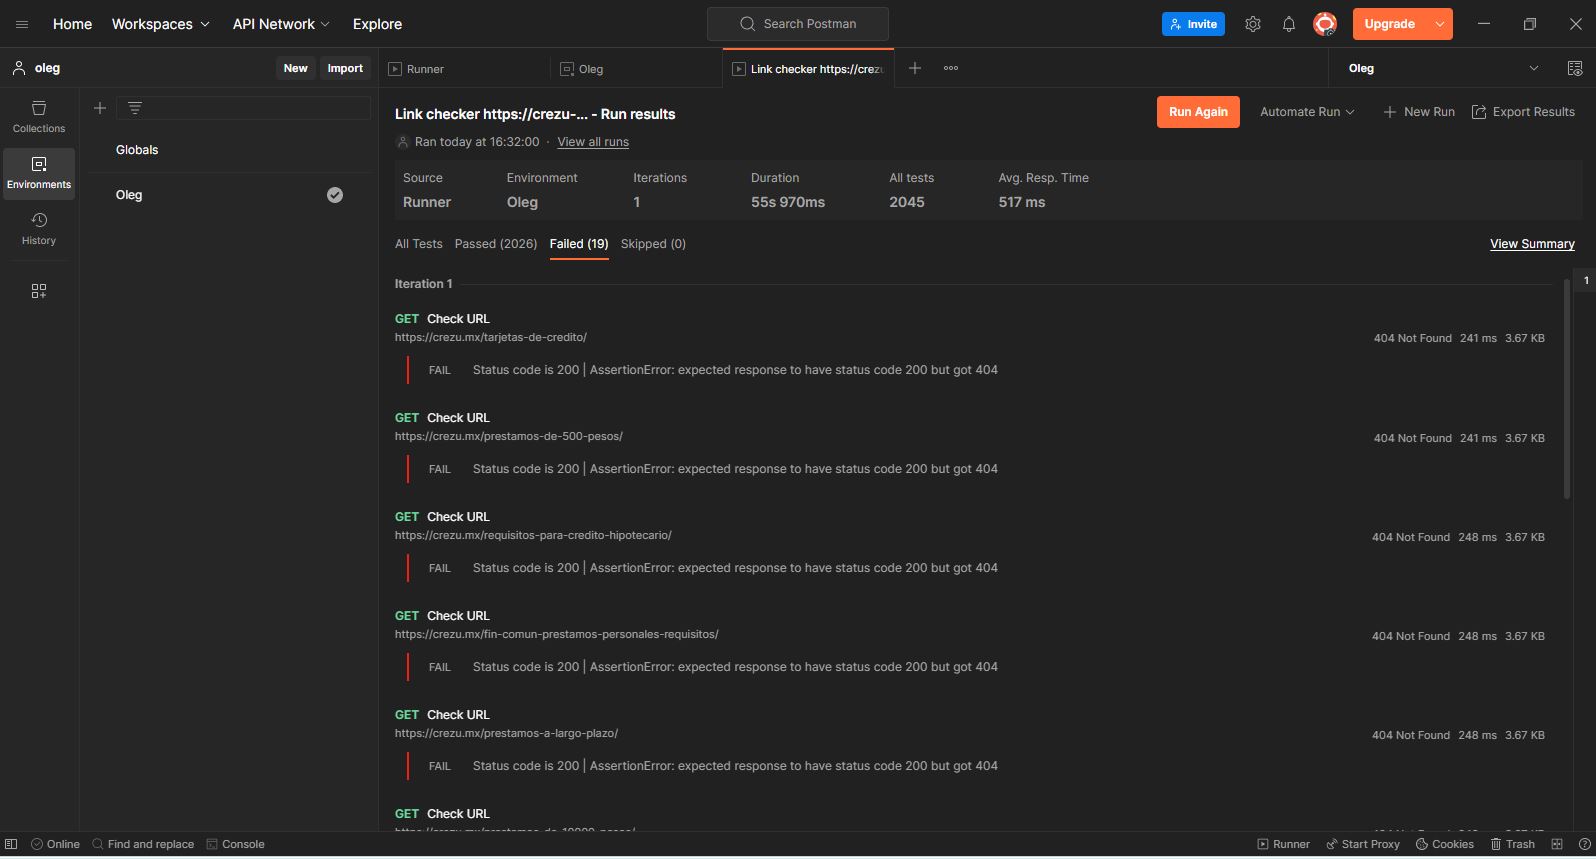 Home Workspaces API Network Explore Search Postman Invite Upgrade
oleg New Import Runner Oleg Link checker https://crezu Oleg
Collections
Environments
History
Globals
Oleg
Link checker https://crezu-... - Run results Run Again Automate Run New Run Export Results
Ran today at 16:32:00 · View all runs
Source Environment Iterations Duration All tests Avg. Resp. Time
Runner Oleg 1 55s 970ms 2045 517 ms
All Tests Passed (2026) Failed (19) Skipped (0) View Summary
Iteration 1 1
GET Check URL
https://crezu.mx/tarjetas-de-credito/ 404 Not Found 241 ms 3.67 KB
FAIL Status code is 200 | AssertionError: expected response to have status code 200 but got 404
GET Check URL
https://crezu.mx/prestamos-de-500-pesos/ 404 Not Found 241 ms 3.67 KB
FAIL Status code is 200 | AssertionError: expected response to have status code 200 but got 404
GET Check URL
https://crezu.mx/requisitos-para-credito-hipotecario/ 404 Not Found 248 ms 3.67 KB
FAIL Status code is 200 | AssertionError: expected response to have status code 200 but got 404
GET Check URL
https://crezu.mx/fin-comun-prestamos-personales-requisitos/ 404 Not Found 248 ms 3.67 KB
FAIL Status code is 200 | AssertionError: expected response to have status code 200 but got 404
GET Check URL
https://crezu.mx/prestamos-a-largo-plazo/ 404 Not Found 248 ms 3.67 KB
FAIL Status code is 200 | AssertionError: expected response to have status code 200 but got 404
GET Check URL
Online Find and replace Console Runner Start Proxy Cookies Trash